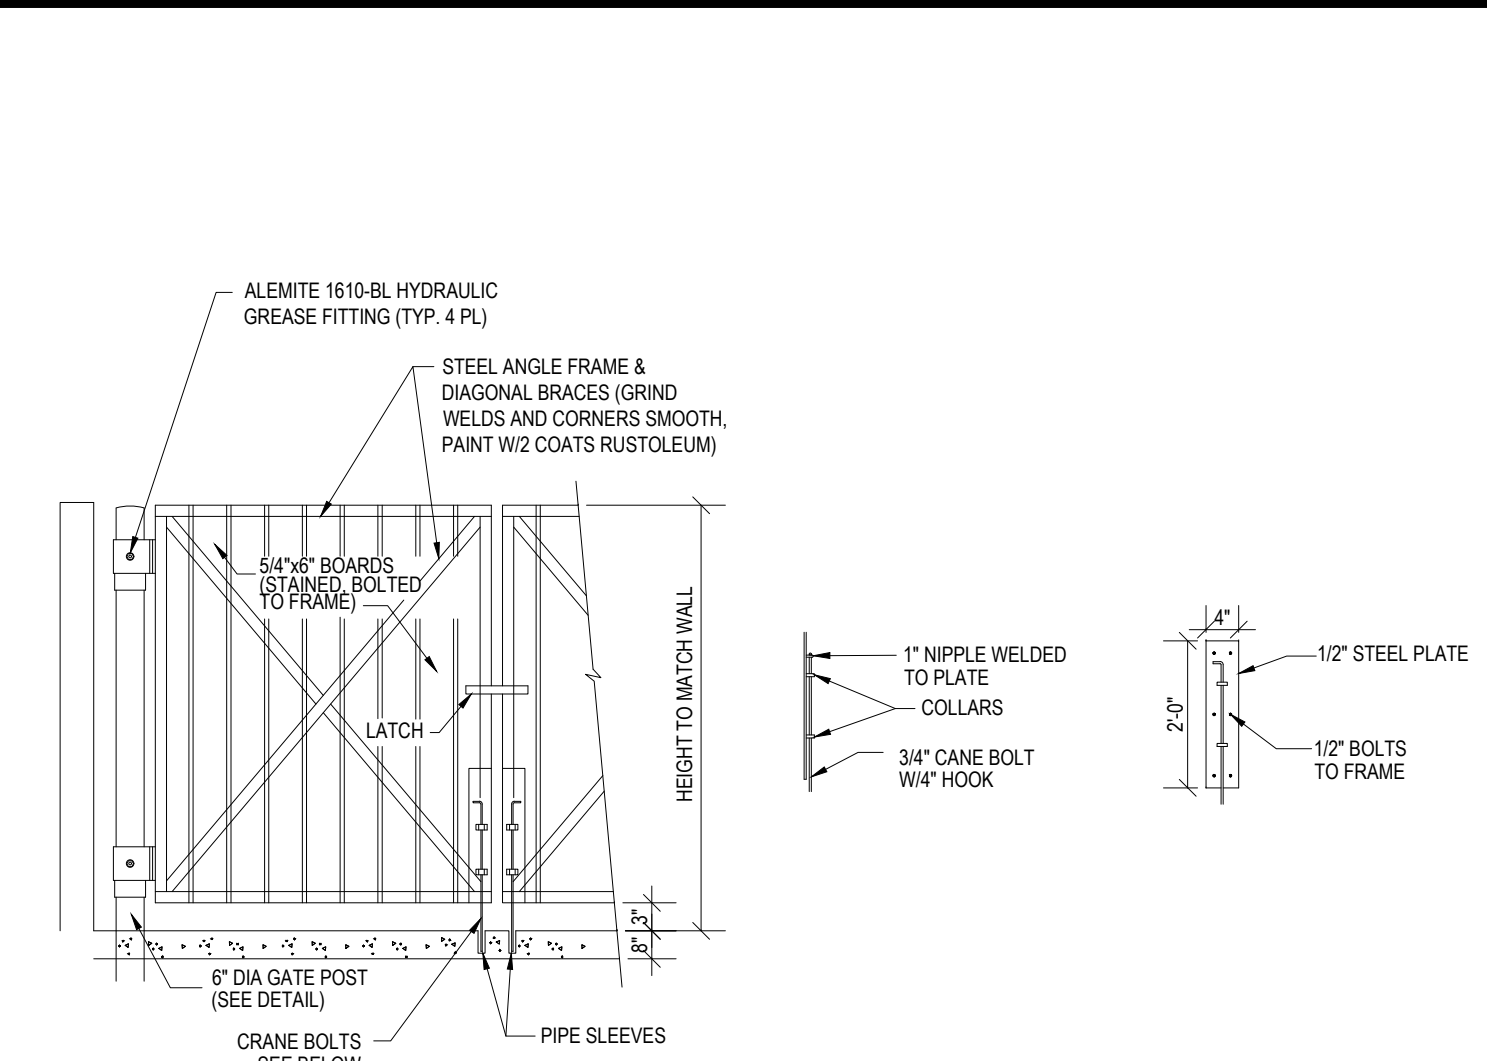 ALEMITE 1610-BL HYDRAULIC
GREASE FITTING (TYP. 4 PL)
STEEL ANGLE FRAME &
DIAGONAL BRACES (GRIND
WELDS AND CORNERS SMOOTH,
PAINT W/2 COATS RUSTOLEUM)
5/4"x6" BOARDS
(STAINED, BOLTED
TO FRAME)
LATCH
HEIGHT TO MATCH WALL
3"
8"
6" DIA GATE POST
(SEE DETAIL)
CRANE BOLTS
SEE BELOW
PIPE SLEEVES
1" NIPPLE WELDED
TO PLATE
COLLARS
3/4" CANE BOLT
W/4" HOOK
4"
2'-0"
1/2" STEEL PLATE
1/2" BOLTS
TO FRAME